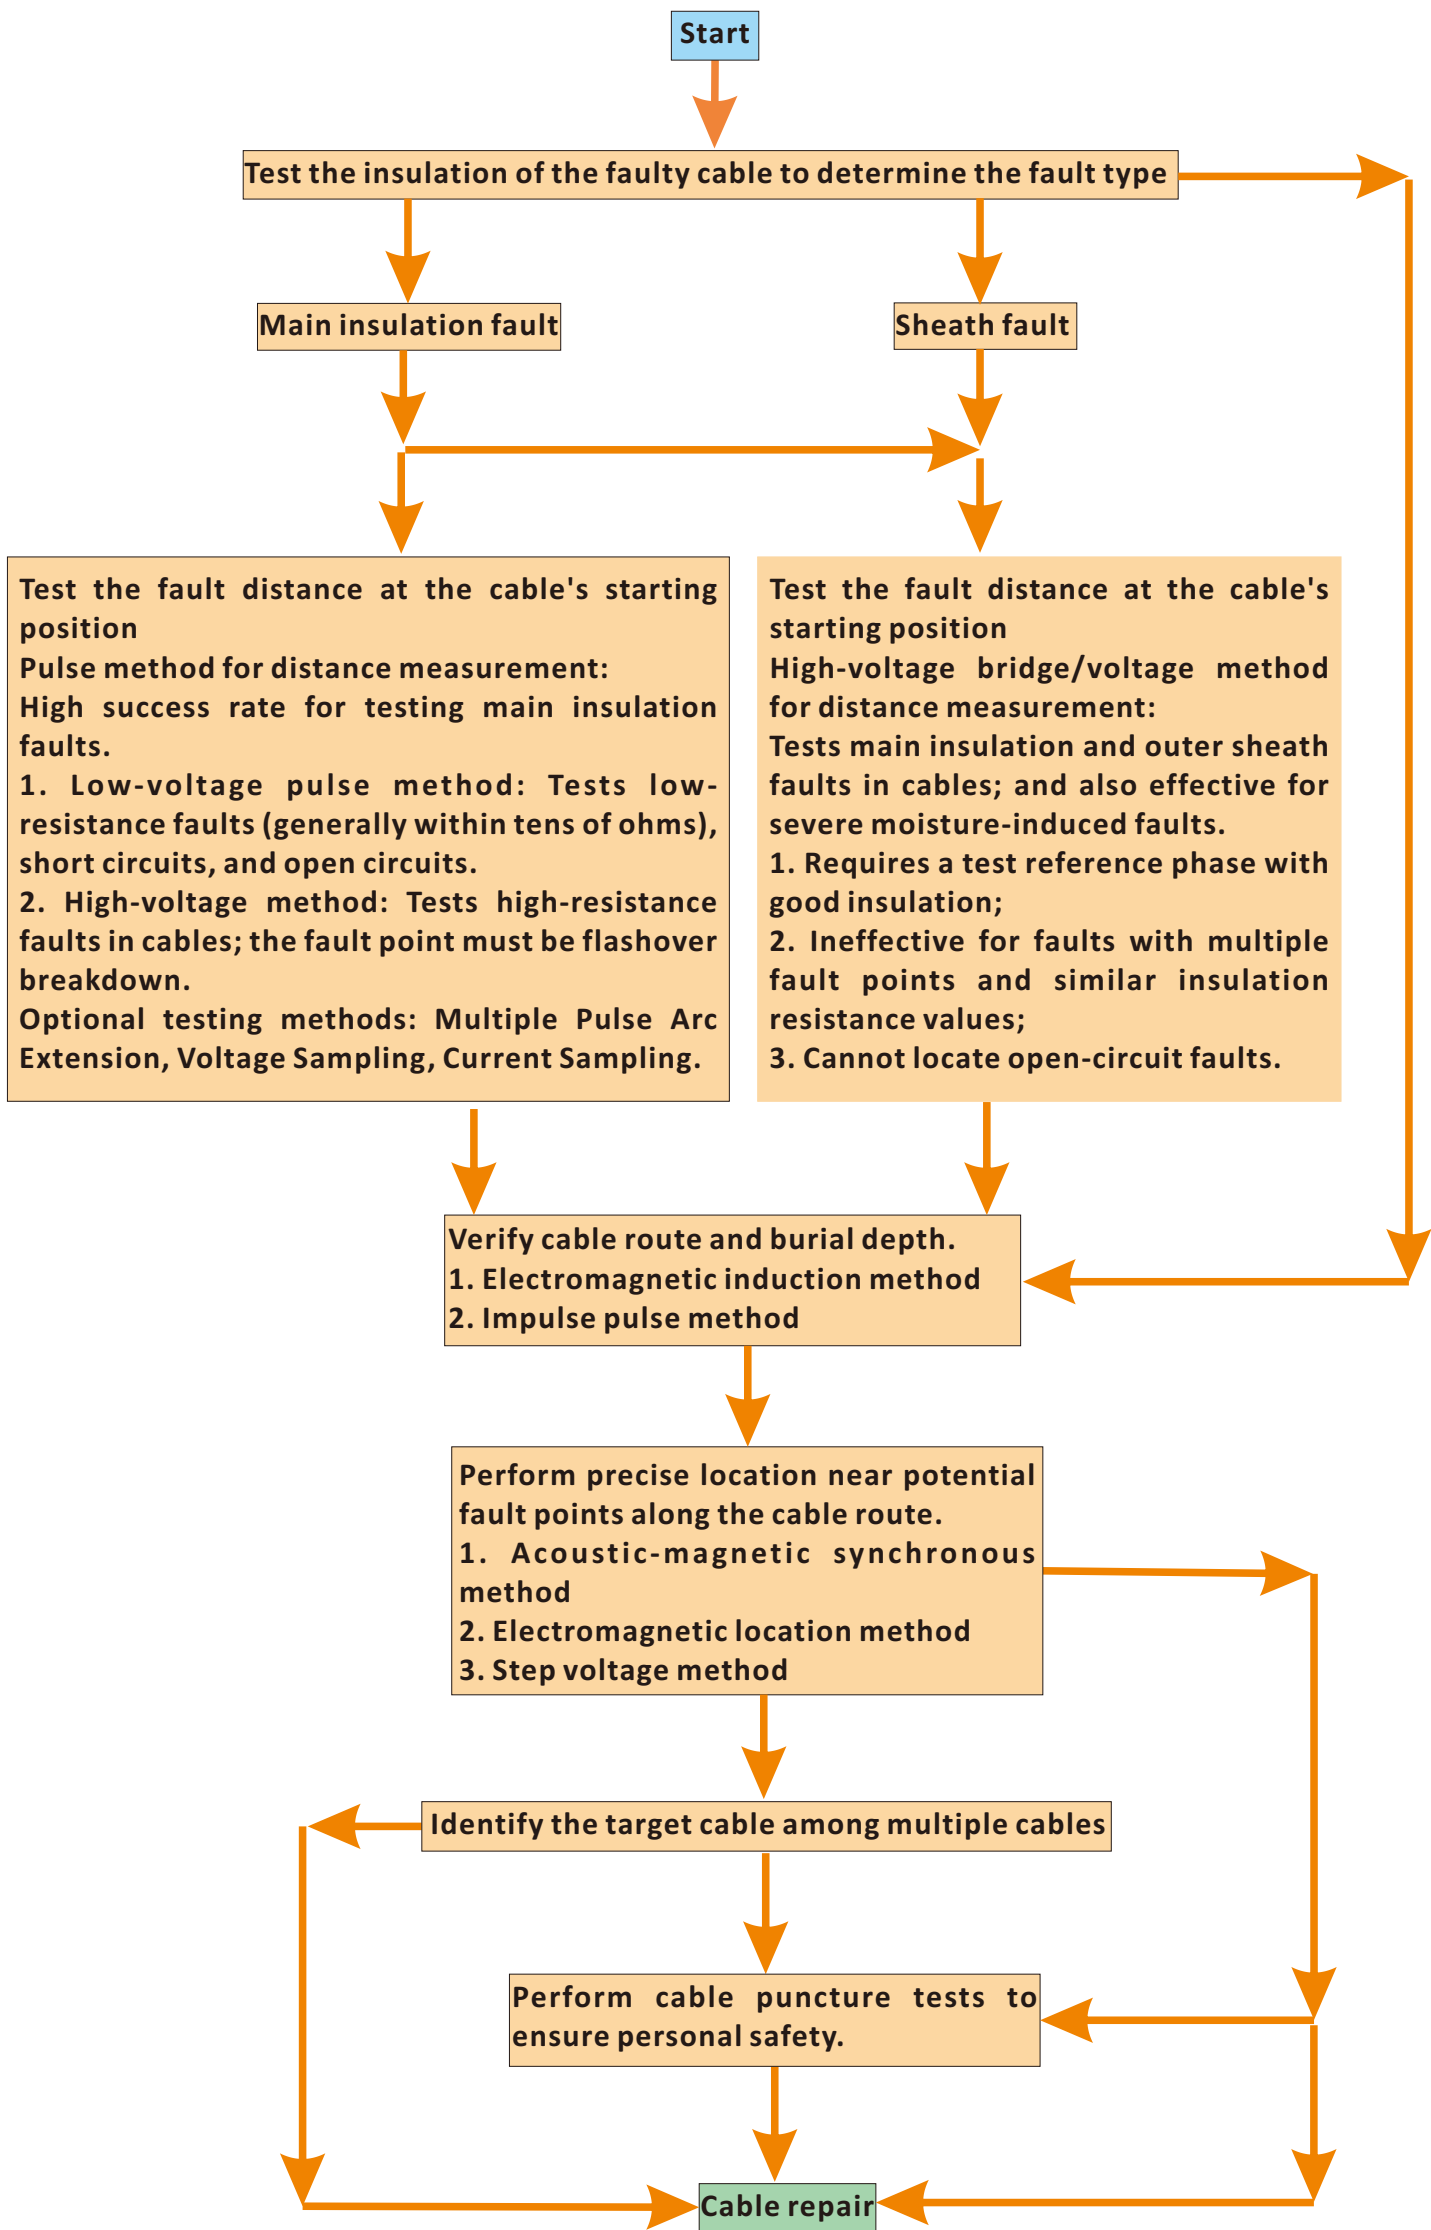 Start
Test the insulation of the faulty cable to determine the fault type
Main insulation fault
Sheath fault
Test the fault distance at the cable's starting
position
Pulse method for distance measurement:
High success rate for testing main insulation
faults.
1. Low-voltage pulse method: Tests low-
resistance faults (generally within tens of ohms),
short circuits, and open circuits.
2. High-voltage method: Tests high-resistance
faults in cables; the fault point must be flashover
breakdown.
Optional testing methods: Multiple Pulse Arc
Extension, Voltage Sampling, Current Sampling.
Test the fault distance at the cable's
starting position
High-voltage bridge/voltage method
for distance measurement:
Tests main insulation and outer sheath
faults in cables; and also effective for
severe moisture-induced faults.
1. Requires a test reference phase with
good insulation;
2. Ineffective for faults with multiple
fault points and similar insulation
resistance values;
3. Cannot locate open-circuit faults.
Verify cable route and burial depth.
1. Electromagnetic induction method
2. Impulse pulse method
Perform precise location near potential
fault points along the cable route.
1. Acoustic-magnetic synchronous
method
2. Electromagnetic location method
3. Step voltage method
Identify the target cable among multiple cables
Perform cable puncture tests to
ensure personal safety.
Cable repair